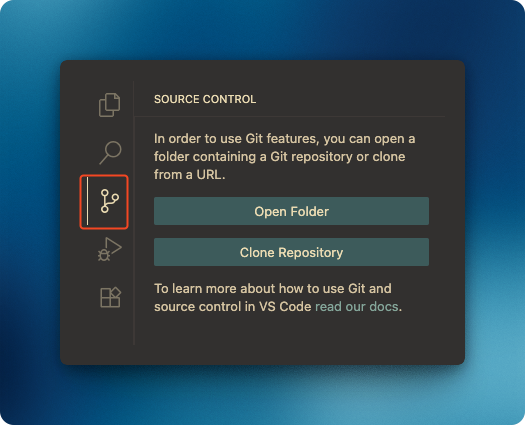 SOURCE CONTROL
In order to use Git features, you can open a
folder containing a Git repository or clone
from a URL.
Open Folder
Clone Repository
To learn more about how to use Git and
source control in VS Code read our docs.